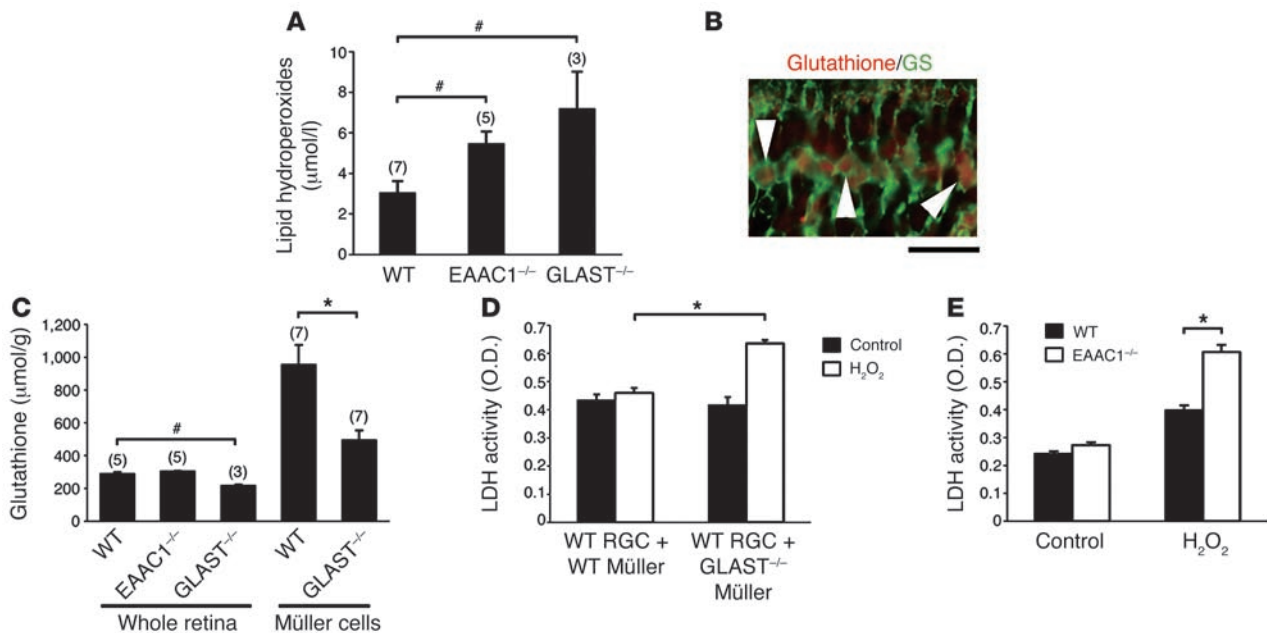 A
Lipid hydroperoxides
(µmol/l)
10
8
6
4
2
0
#
#
(7)
(5)
(3)
WT
EAAC1⁻/⁻
GLAST⁻/⁻
B
Glutathione/GS
C
Glutathione (µmol/g)
1,200
1,000
800
600
400
200
0
#
*
(5)
(5)
(3)
(7)
(7)
WT
EAAC1⁻/⁻
GLAST⁻/⁻
WT
GLAST⁻/⁻
Whole retina
Müller cells
D
LDH activity (O.D.)
0.7
0.6
0.5
0.4
0.3
0.2
0.1
0
*
Control
H₂O₂
WT RGC +
WT Müller
WT RGC +
GLAST⁻/⁻
Müller
E
LDH activity (O.D.)
0.7
0.6
0.5
0.4
0.3
0.2
0.1
0
WT
EAAC1⁻/⁻
*
Control
H₂O₂